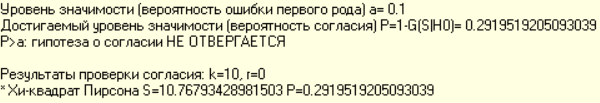 Уровень значимости (вероятность ошибки первого рода) a= 0.1
Достигаемый уровень значимости (вероятность согласия) P=1-G(S|H0)= 0.2919519205093039
P>a: гипотеза о согласии НЕ ОТВЕРГАЕТСЯ
Результаты проверки согласия: k=10, r=0
* Хи-квадрат Пирсона S=10.76793428981503 P=0.2919519205093039